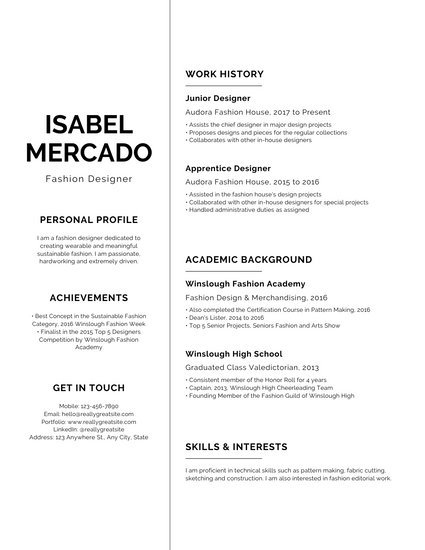 ISABEL
MERCADO
Fashion Designer
PERSONAL PROFILE
I am a fashion designer dedicated to
creating wearable and meaningful
sustainable fashion. I am passionate,
hardworking and extremely driven.
ACHIEVEMENTS
• Best Concept in the Sustainable Fashion
Category, 2016 Winslough Fashion Week
• Finalist in the 2015 Top 5 Designers
Competition by Winslough Fashion
Academy
GET IN TOUCH
Mobile: 123-456-7890
Email: hello@reallygreatsite.com
Portfolio: www.reallygreatsite.com
LinkedIn: @reallygreatsite
Address: 123 Anywhere St., Any City, State
WORK HISTORY
Junior Designer
Audora Fashion House, 2017 to Present
• Assists the chief designer in major design projects
• Proposes designs and pieces for the regular collections
• Collaborates with other in-house designers
Apprentice Designer
Audora Fashion House, 2015 to 2016
• Assisted in the fashion house's design projects
• Collaborated with other in-house designers for special projects
• Handled administrative duties as assigned
ACADEMIC BACKGROUND
Winslough Fashion Academy
Fashion Design & Merchandising, 2016
• Also completed the Certification Course in Pattern Making, 2016
• Dean's Lister, 2014 to 2016
• Top 5 Senior Projects, Seniors Fashion and Arts Show
Winslough High School
Graduated Class Valedictorian, 2013
• Consistent member of the Honor Roll for 4 years
• Captain, 2013, Winslough High Cheerleading Team
• Founding Member of the Fashion Guild of Winslough High
SKILLS & INTERESTS
I am proficient in technical skills such as pattern making, fabric cutting,
sketching and construction. I am also interested in fashion editorial work.